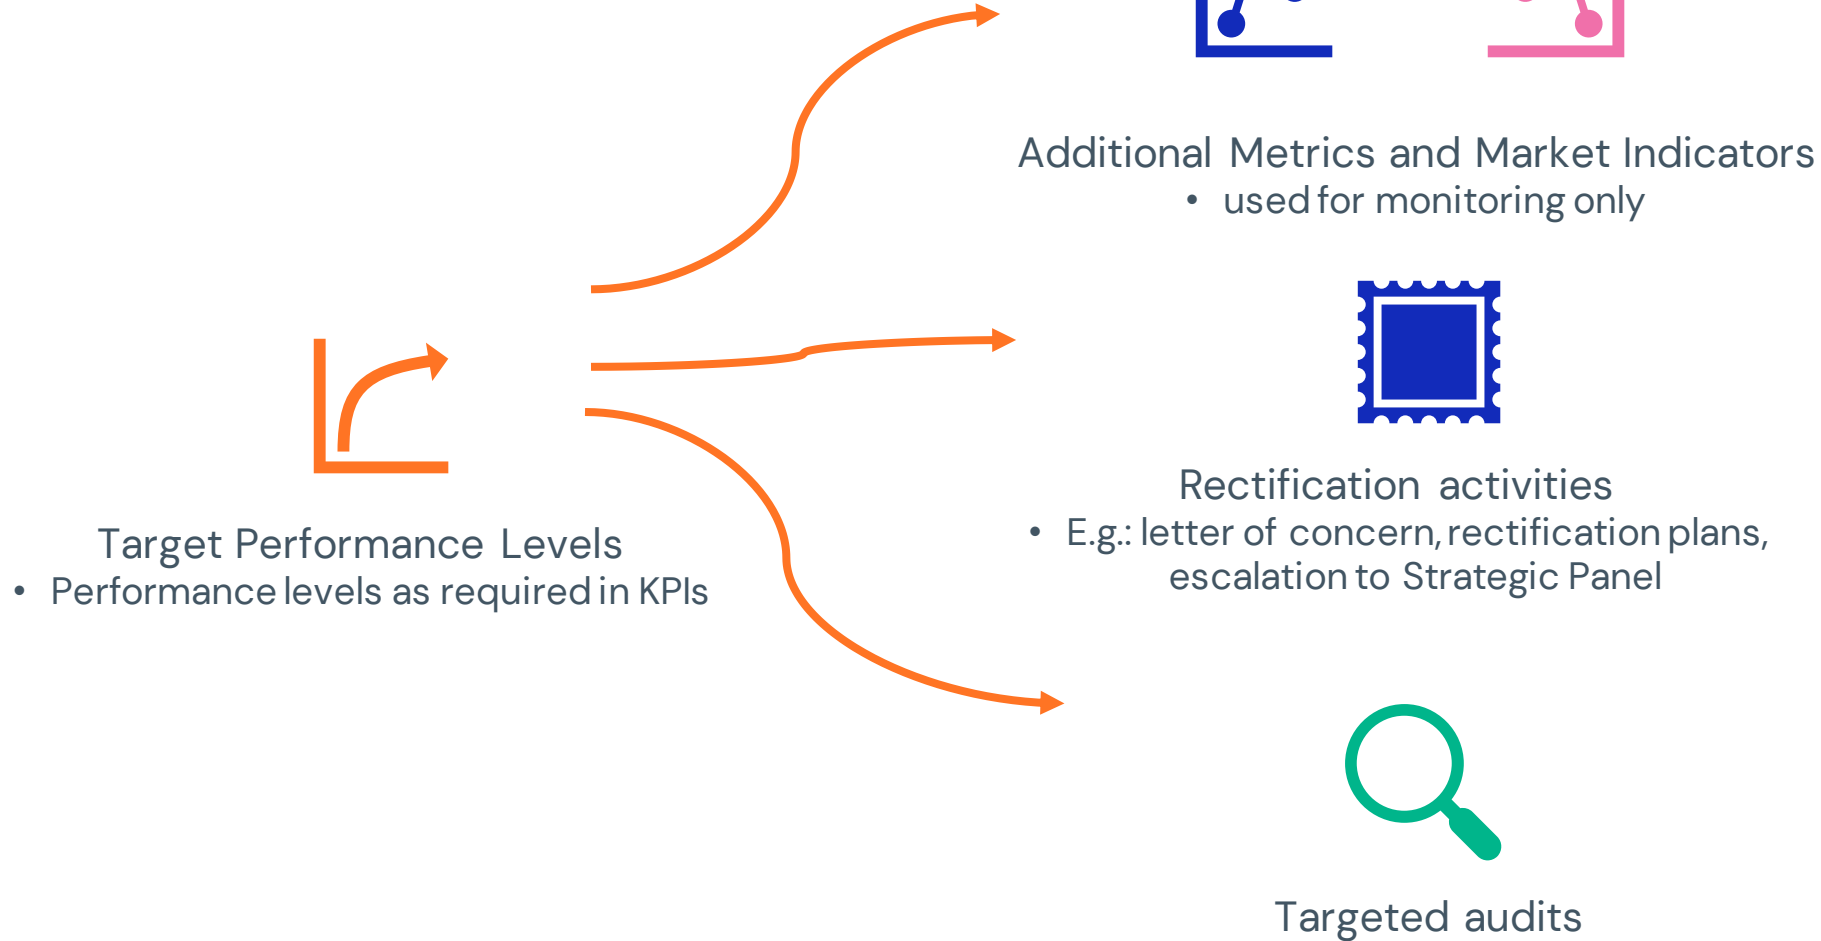 Additional Metrics and Market Indicators
• used for monitoring only
Rectification activities
• E.g.: letter of concern, rectification plans,
escalation to Strategic Panel
Target Performance Levels
• Performance levels as required in KPIs
Targeted audits